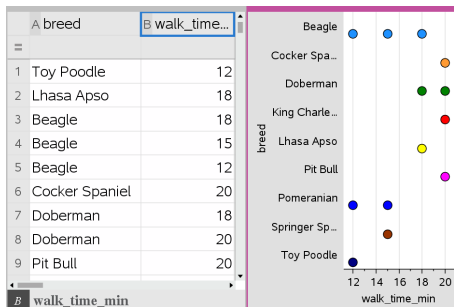 A breed B walk_time...
=
1 Toy Poodle 12
2 Lhasa Apso 18
3 Beagle 18
4 Beagle 15
5 Beagle 12
6 Cocker Spaniel 20
7 Doberman 18
8 Doberman 20
9 Pit Bull 20
B walk_time_min
breed
Beagle
Cocker Spa...
Doberman
King Charle...
Lhasa Apso
Pit Bull
Pomeranian
Springer Sp...
Toy Poodle
12 14 16 18 20
walk_time_min